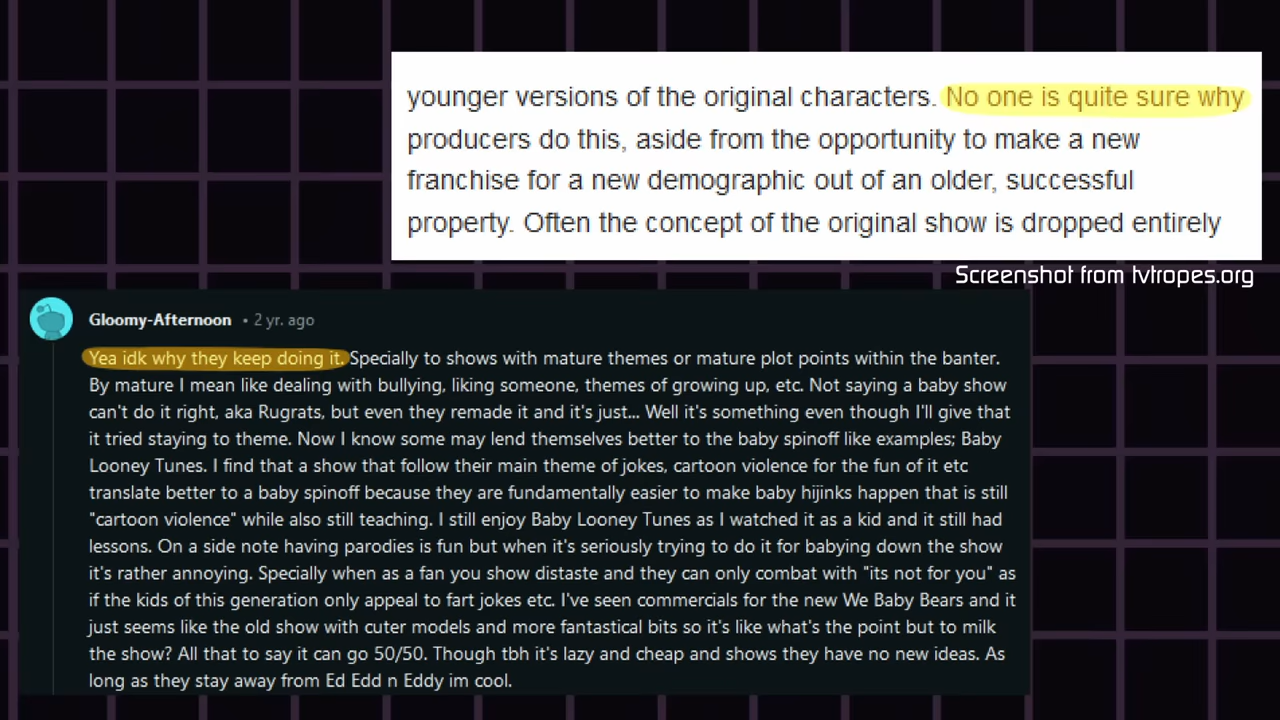 younger versions of the original characters. No one is quite sure why
producers do this, aside from the opportunity to make a new
franchise for a new demographic out of an older, successful
property. Often the concept of the original show is dropped entirely
Screenshot from tvtropes.org
Gloomy-Afternoon • 2 yr. ago
Yea idk why they keep doing it. Specially to shows with mature themes or mature plot points within the banter.
By mature I mean like dealing with bullying, liking someone, themes of growing up, etc. Not saying a baby show
can't do it right, aka Rugrats, but even they remade it and it's just... Well it's something even though I'll give that
it tried staying to theme. Now I know some may lend themselves better to the baby spinoff like examples; Baby
Looney Tunes. I find that a show that follow their main theme of jokes, cartoon violence for the fun of it etc
translate better to a baby spinoff because they are fundamentally easier to make baby hijinks happen that is still
"cartoon violence" while also still teaching. I still enjoy Baby Looney Tunes as I watched it as a kid and it still had
lessons. On a side note having parodies is fun but when it's seriously trying to do it for babying down the show
it's rather annoying. Specially when as a fan you show distaste and they can only combat with "its not for you" as
if the kids of this generation only appeal to fart jokes etc. I've seen commercials for the new We Baby Bears and it
just seems like the old show with cuter models and more fantastical bits so it's like what's the point but to milk
the show? All that to say it can go 50/50. Though tbh it's lazy and cheap and shows they have no new ideas. As
long as they stay away from Ed Edd n Eddy im cool.